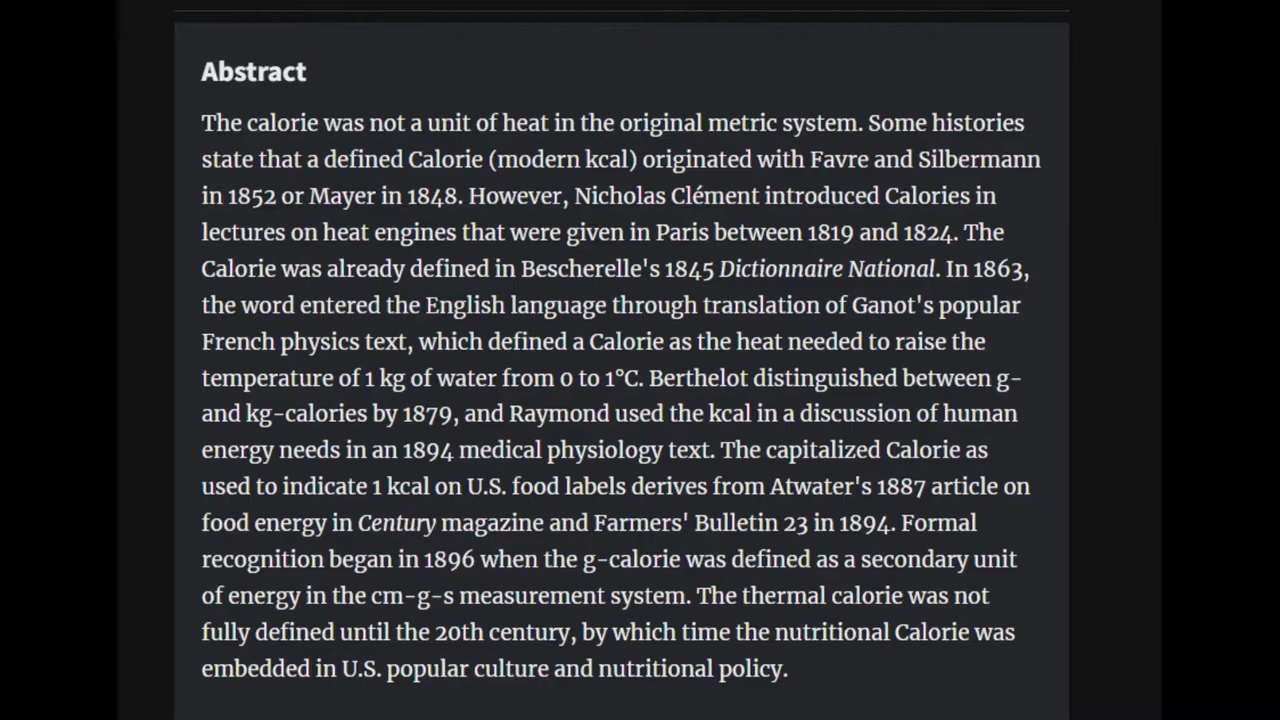 Abstract
The calorie was not a unit of heat in the original metric system. Some histories
state that a defined Calorie (modern kcal) originated with Favre and Silbermann
in 1852 or Mayer in 1848. However, Nicholas Clément introduced Calories in
lectures on heat engines that were given in Paris between 1819 and 1824. The
Calorie was already defined in Bescherelle's 1845 Dictionnaire National. In 1863,
the word entered the English language through translation of Ganot's popular
French physics text, which defined a Calorie as the heat needed to raise the
temperature of 1 kg of water from 0 to 1°C. Berthelot distinguished between g-
and kg-calories by 1879, and Raymond used the kcal in a discussion of human
energy needs in an 1894 medical physiology text. The capitalized Calorie as
used to indicate 1 kcal on U.S. food labels derives from Atwater's 1887 article on
food energy in Century magazine and Farmers' Bulletin 23 in 1894. Formal
recognition began in 1896 when the g-calorie was defined as a secondary unit
of energy in the cm-g-s measurement system. The thermal calorie was not
fully defined until the 20th century, by which time the nutritional Calorie was
embedded in U.S. popular culture and nutritional policy.